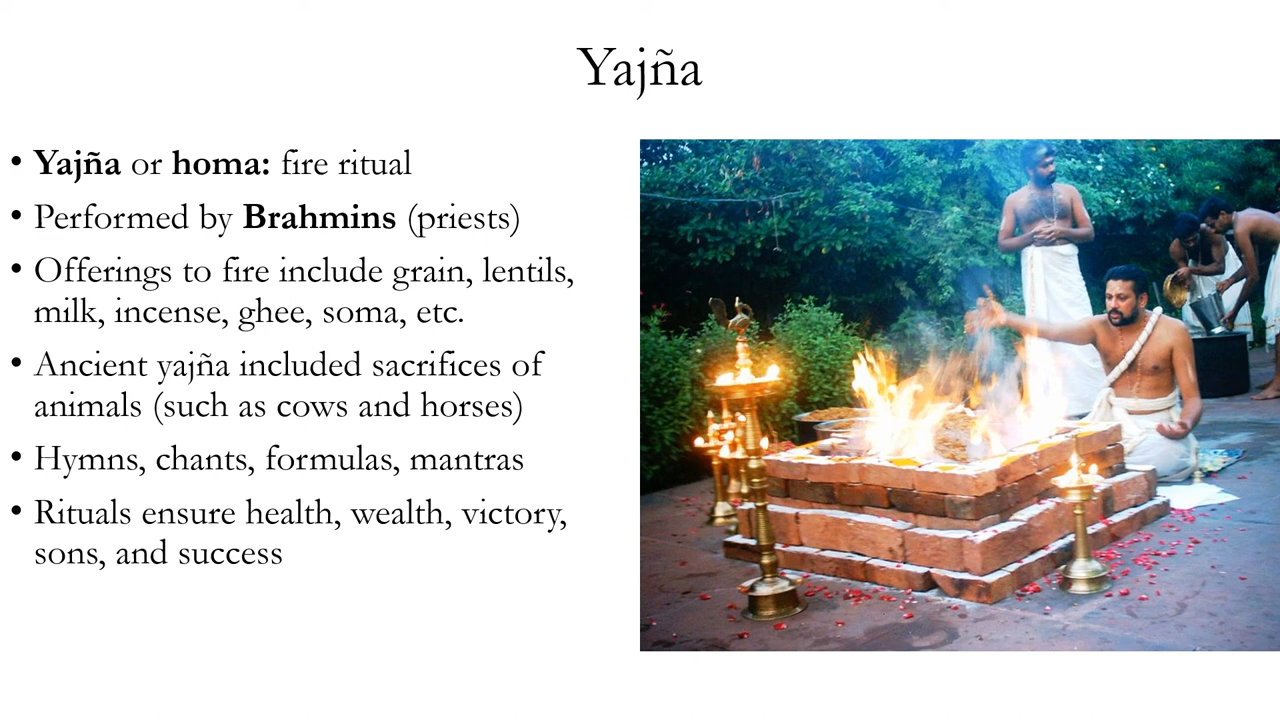 Yajña
• Yajña or homa: fire ritual
• Performed by Brahmins (priests)
• Offerings to fire include grain, lentils,
milk, incense, ghee, soma, etc.
• Ancient yajña included sacrifices of
animals (such as cows and horses)
• Hymns, chants, formulas, mantras
• Rituals ensure health, wealth, victory,
sons, and success